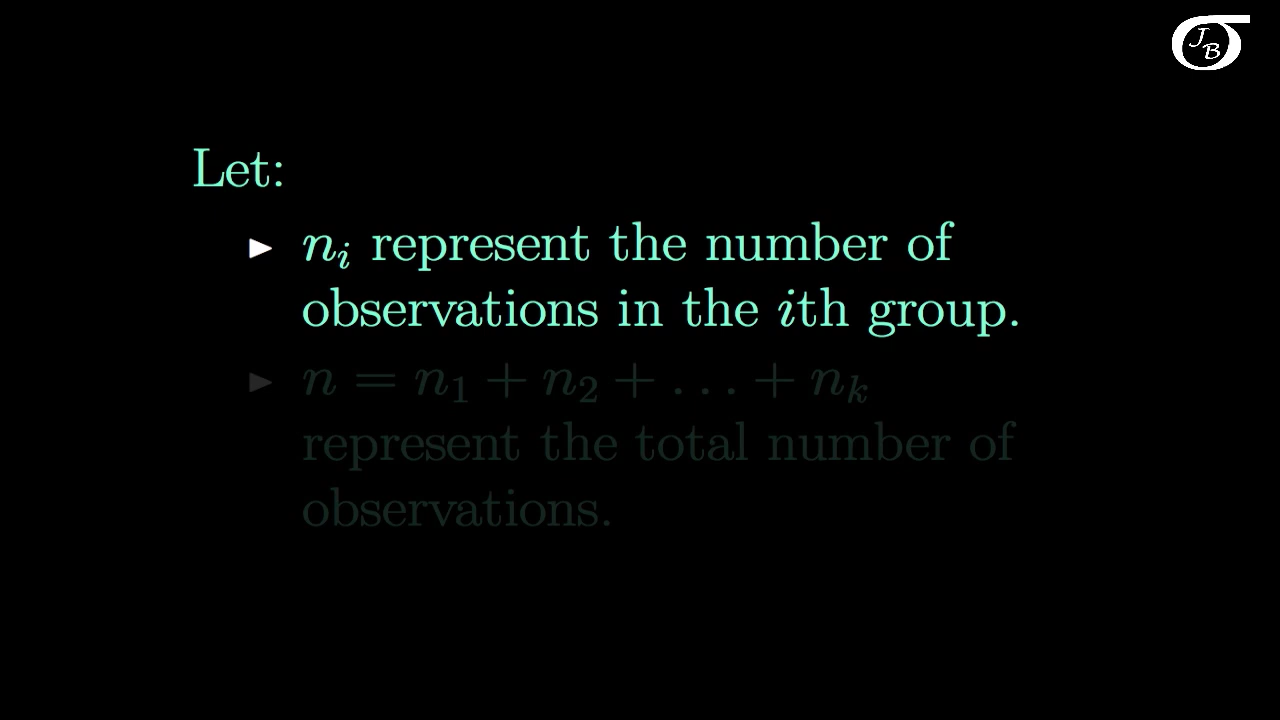 J B
Let:
► nᵢ represent the number of
observations in the ith group.
► n = n₁ + n₂ + . . . + nₖ
represent the total number of
observations.